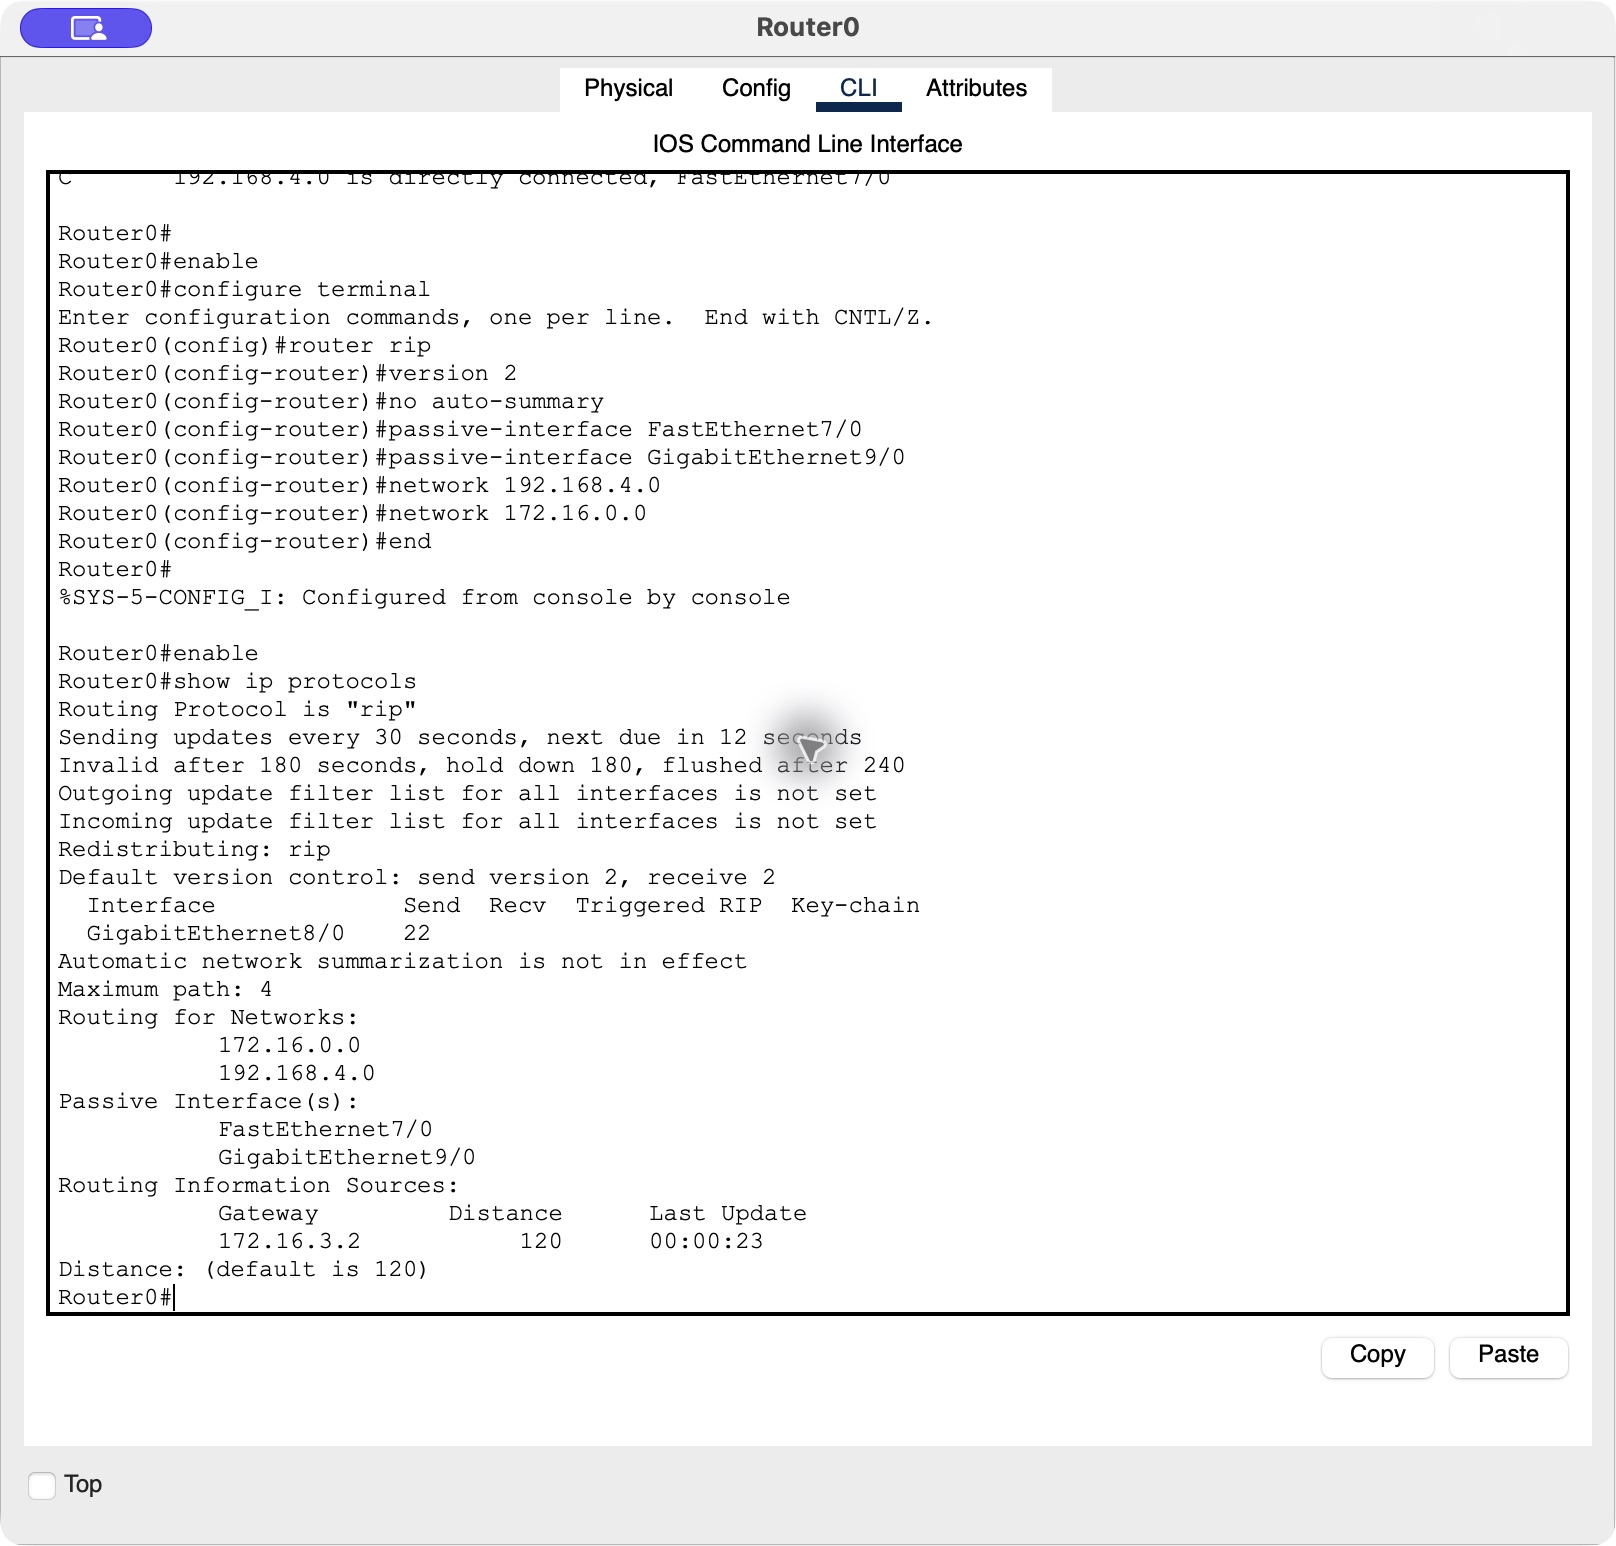 Router0
Physical Config CLI Attributes
IOS Command Line Interface
C        192.168.4.0 is directly connected, FastEthernet7/0
Router0#
Router0#enable
Router0#configure terminal
Enter configuration commands, one per line.  End with CNTL/Z.
Router0(config)#router rip
Router0(config-router)#version 2
Router0(config-router)#no auto-summary
Router0(config-router)#passive-interface FastEthernet7/0
Router0(config-router)#passive-interface GigabitEthernet9/0
Router0(config-router)#network 192.168.4.0
Router0(config-router)#network 172.16.0.0
Router0(config-router)#end
Router0#
%SYS-5-CONFIG_I: Configured from console by console
Router0#enable
Router0#show ip protocols
Routing Protocol is "rip"
Sending updates every 30 seconds, next due in 12 seconds
Invalid after 180 seconds, hold down 180, flushed after 240
Outgoing update filter list for all interfaces is not set
Incoming update filter list for all interfaces is not set
Redistributing: rip
Default version control: send version 2, receive 2
  Interface             Send  Recv  Triggered RIP  Key-chain
  GigabitEthernet8/0    22
Automatic network summarization is not in effect
Maximum path: 4
Routing for Networks:
           172.16.0.0
           192.168.4.0
Passive Interface(s):
           FastEthernet7/0
           GigabitEthernet9/0
Routing Information Sources:
           Gateway         Distance      Last Update
           172.16.3.2           120      00:00:23
Distance: (default is 120)
Router0#
Copy Paste
Top